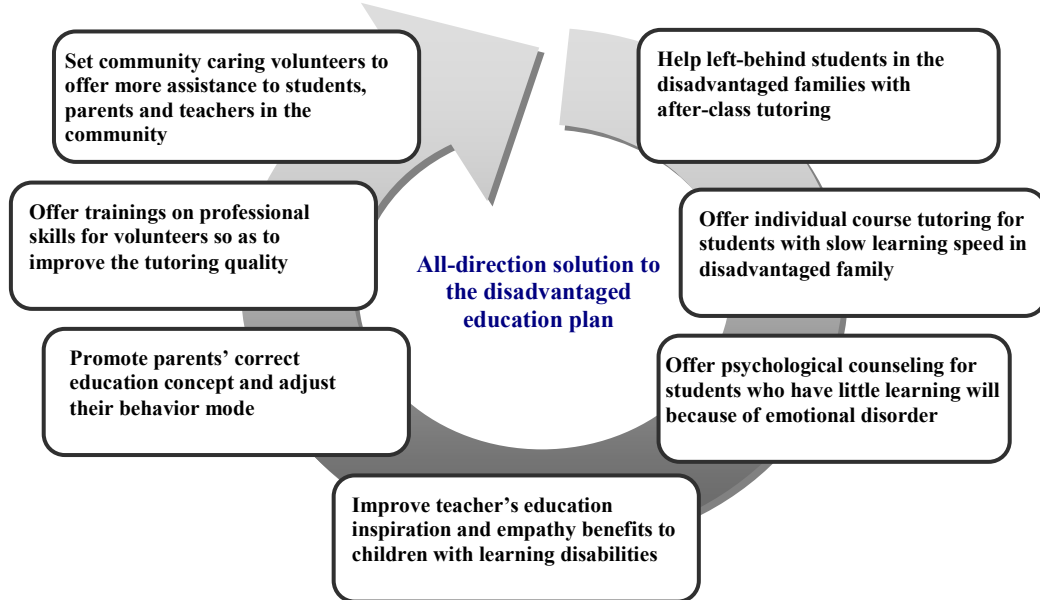 Set community caring volunteers to
offer more assistance to students,
parents and teachers in the
community
Help left-behind students in the
disadvantaged families with
after-class tutoring
Offer trainings on professional
skills for volunteers so as to
improve the tutoring quality
Offer individual course tutoring for
students with slow learning speed in
disadvantaged family
All-direction solution to
the disadvantaged
education plan
Promote parents’ correct
education concept and adjust
their behavior mode
Offer psychological counseling for
students who have little learning will
because of emotional disorder
Improve teacher’s education
inspiration and empathy benefits to
children with learning disabilities